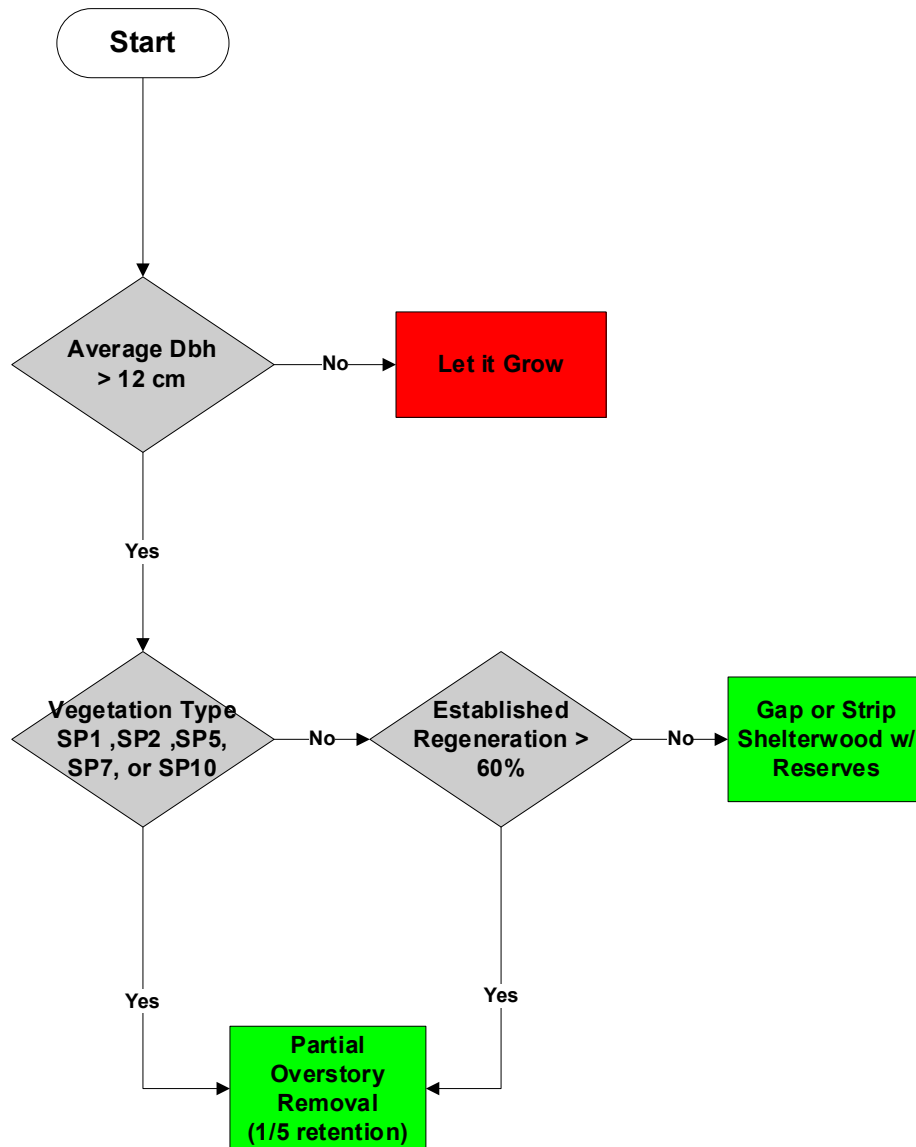 Start
Average Dbh
> 12 cm
No
Let it Grow
Yes
Vegetation Type
SP1 ,SP2 ,SP5,
SP7, or SP10
No
Established
Regeneration >
60%
No
Gap or Strip
Shelterwood w/
Reserves
Yes
Yes
Partial
Overstory
Removal
(1/5 retention)